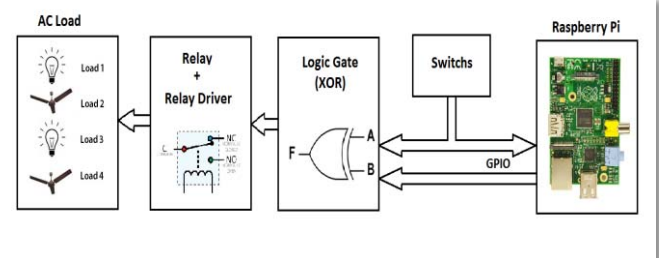 AC Load
Load 1
Load 2
Load 3
Load 4
Relay
+
Relay Driver
NC
NO
Logic Gate
(XOR)
F
A
B
Switchs
GPIO
Raspberry Pi